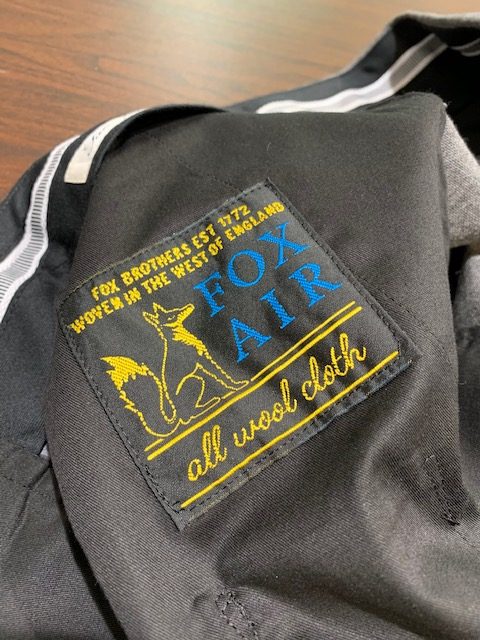 FOX BROTHERS EST 1772
WOVEN IN THE WEST OF ENGLAND
FOX
AIR
all wool cloth